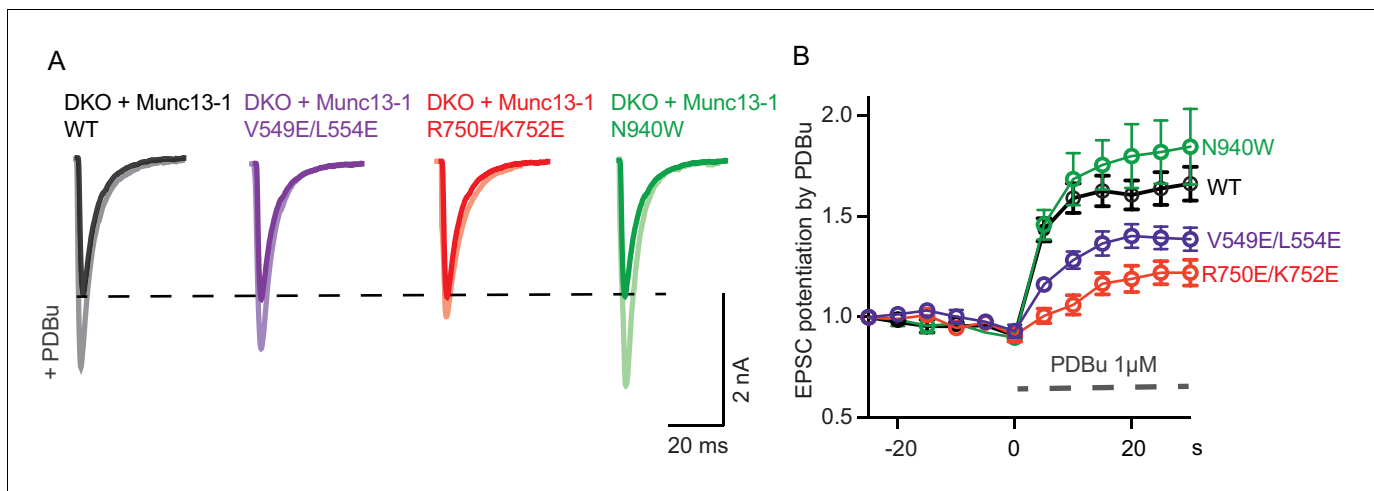 A
DKO + Munc13-1
WT
DKO + Munc13-1
V549E/L554E
DKO + Munc13-1
R750E/K752E
DKO + Munc13-1
N940W
+ PDBu
2 nA
20 ms
B
EPSC potentiation by PDBu
2.0
1.5
1.0
0.5
N940W
WT
V549E/L554E
R750E/K752E
PDBu 1µM
-20
0
20
s